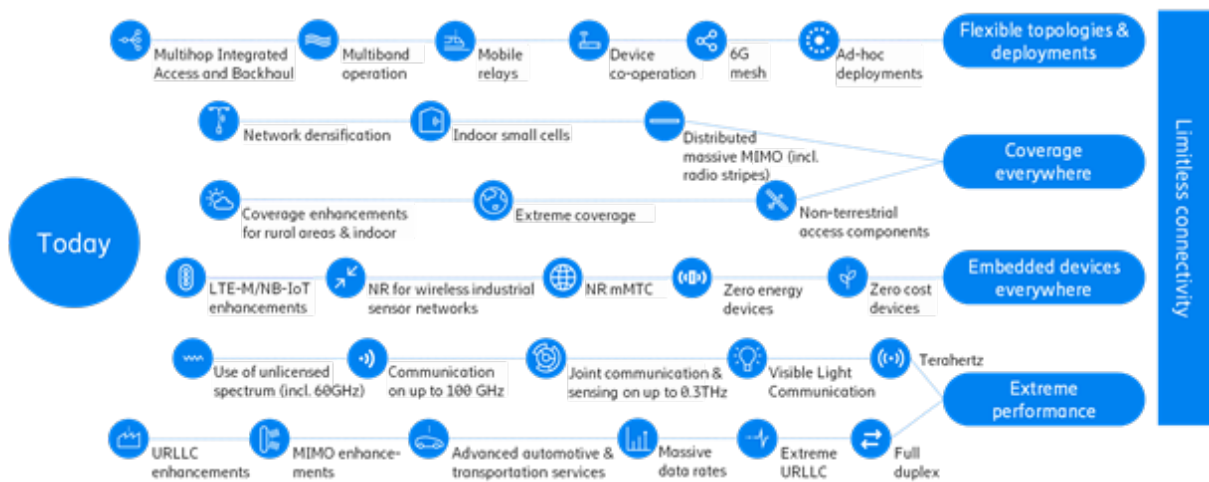 Multihop Integrated
Access and Backhaul
Multiband
operation
Mobile
relays
Device
co-operation
6G
mesh
Ad-hoc
deployments
Flexible topologies &
deployments
Network densification
Indoor small cells
Distributed
massive MIMO (incl.
radio stripes)
Coverage
everywhere
Coverage enhancements
for rural areas & indoor
Extreme coverage
Non-terrestrial
access components
Today
LTE-M/NB-IoT
enhancements
NR for wireless industrial
sensor networks
NR mMTC
Zero energy
devices
Zero cost
devices
Embedded devices
everywhere
Use of unlicensed
spectrum (incl. 60GHz)
Communication
on up to 100 GHz
Joint communication &
sensing on up to 0.3THz
Visible Light
Communication
Terahertz
Extreme
performance
URLLC
enhancements
MIMO enhance-
ments
Advanced automotive &
transportation services
Massive
data rates
Extreme
URLLC
Full
duplex
Limitless connectivity